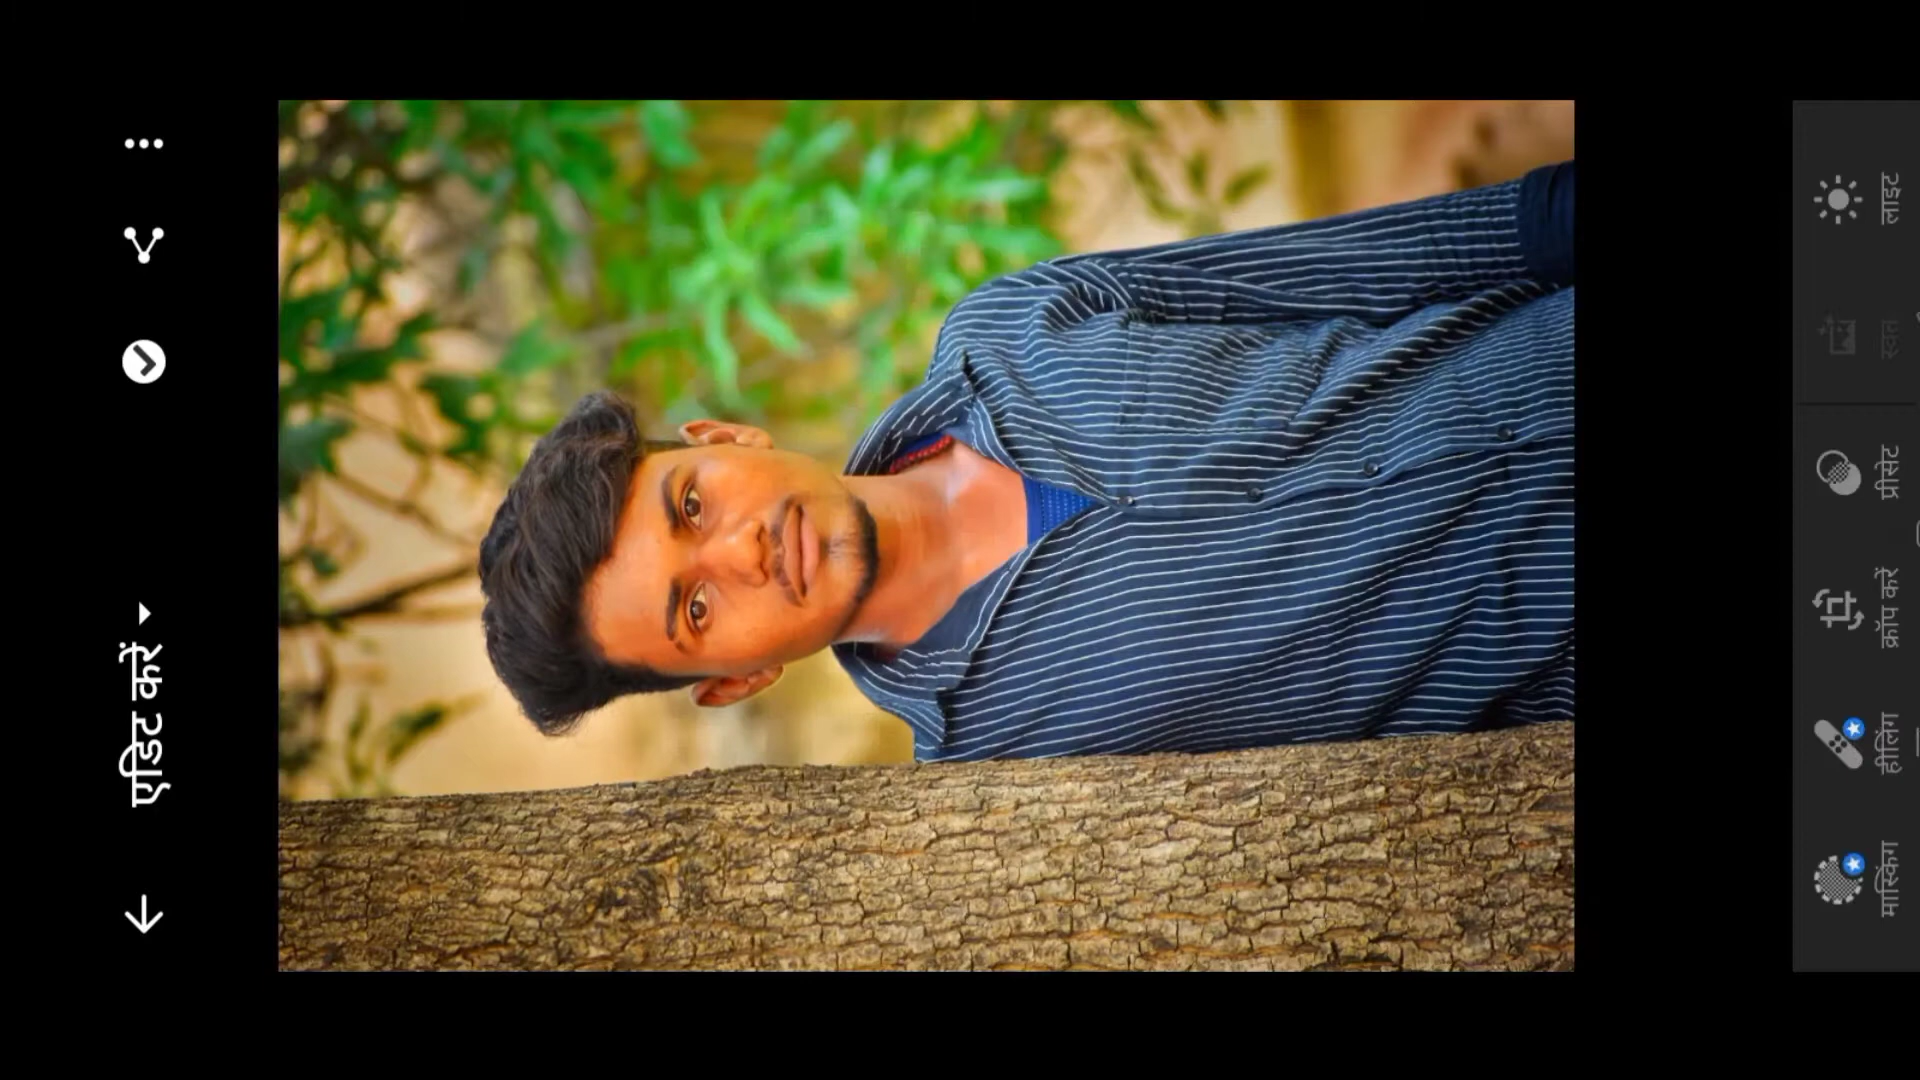 एडिट करें
मास्किंग
हीलिंग
क्रॉप करें
प्रीसेट
लाइट